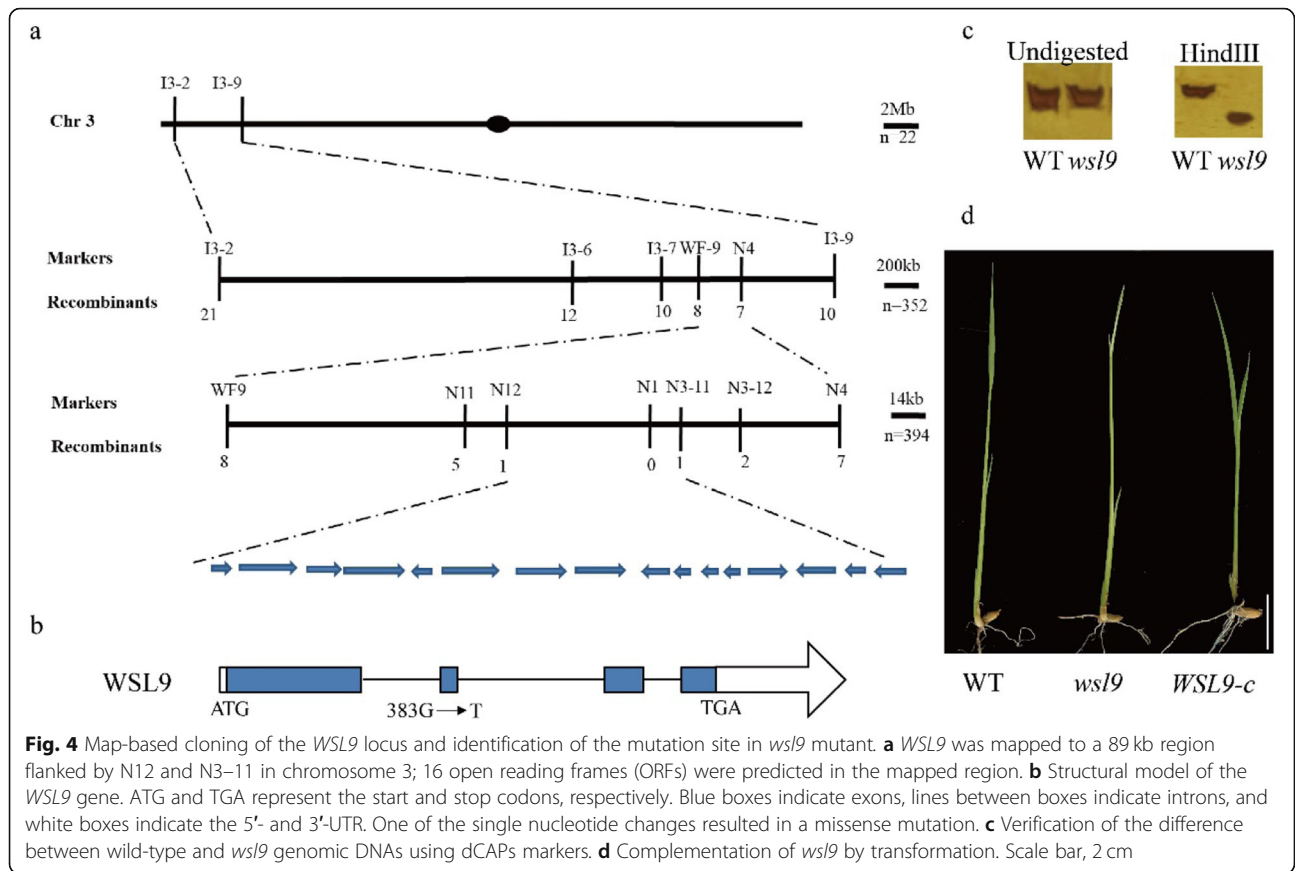 a
I3-2 I3-9
Chr 3
2Mb
n 22
I3-2 I3-6 I3-7 WF-9 N4 I3-9
Markers
200kb
Recombinants
n−352
21 12 10 8 7 10
WF9 N11 N12 N1 N3-11 N3-12 N4
Markers
14kb
Recombinants
n=394
8 5 1 0 1 2 7
b
WSL9
ATG 383G→T TGA
c
Undigested HindIII
WT wsl9 WT wsl9
d
WT wsl9 WSL9-c
Fig. 4 Map-based cloning of the WSL9 locus and identification of the mutation site in wsl9 mutant. a WSL9 was mapped to a 89 kb region
flanked by N12 and N3–11 in chromosome 3; 16 open reading frames (ORFs) were predicted in the mapped region. b Structural model of the
WSL9 gene. ATG and TGA represent the start and stop codons, respectively. Blue boxes indicate exons, lines between boxes indicate introns, and
white boxes indicate the 5′- and 3′-UTR. One of the single nucleotide changes resulted in a missense mutation. c Verification of the difference
between wild-type and wsl9 genomic DNAs using dCAPs markers. d Complementation of wsl9 by transformation. Scale bar, 2 cm